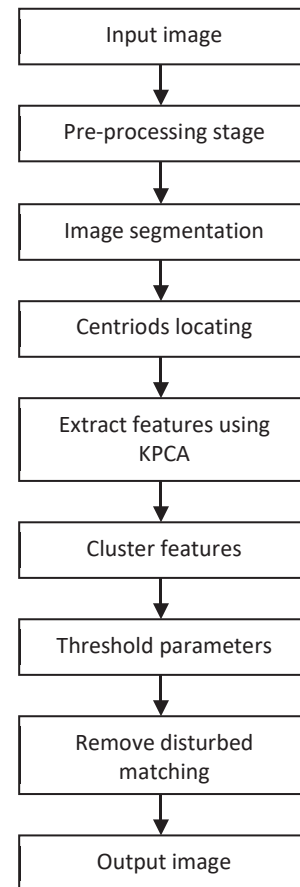 Input image
Pre-processing stage
Image segmentation
Centriods locating
Extract features using
KPCA
Cluster features
Threshold parameters
Remove disturbed
matching
Output image